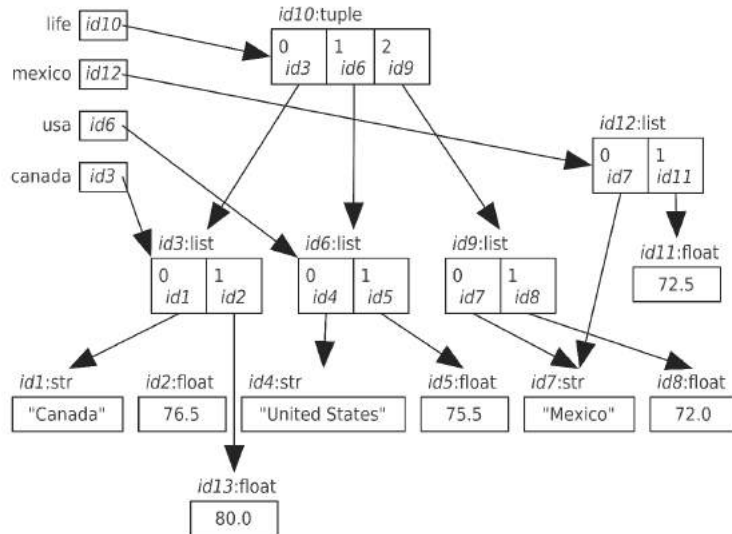 life id10
id10:tuple
0 1 2
id3 id6 id9
mexico id12
usa id6
id12:list
0 1
id7 id11
canada id3
id3:list
0 1
id1 id2
id6:list
0 1
id4 id5
id9:list
0 1
id7 id8
id11:float
72.5
id1:str
"Canada"
id2:float
76.5
id4:str
"United States"
id5:float
75.5
id7:str
"Mexico"
id8:float
72.0
id13:float
80.0